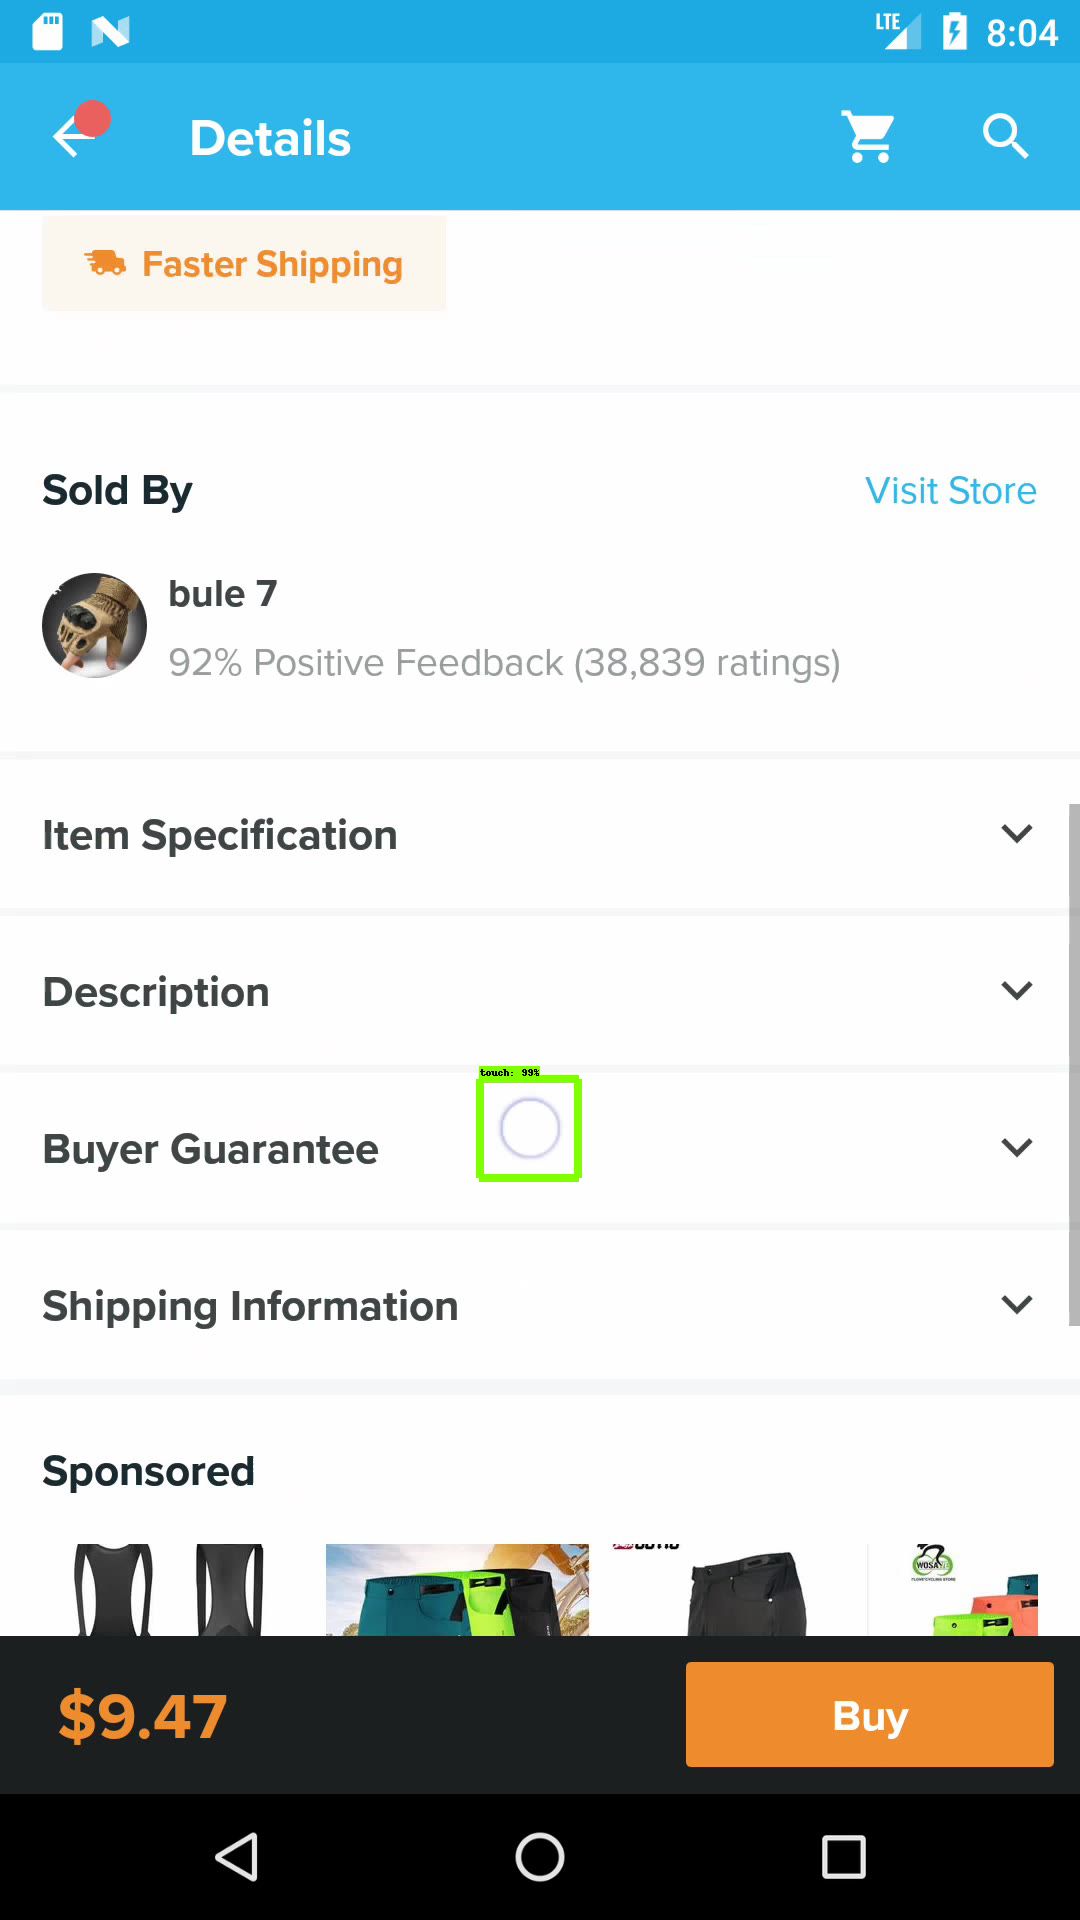 LTE 8:04
Details
Faster Shipping
Sold By
Visit Store
bule 7
92% Positive Feedback (38,839 ratings)
Item Specification
Description
touch: 99%
Buyer Guarantee
Shipping Information
Sponsored
WOSAWE
$9.47
Buy